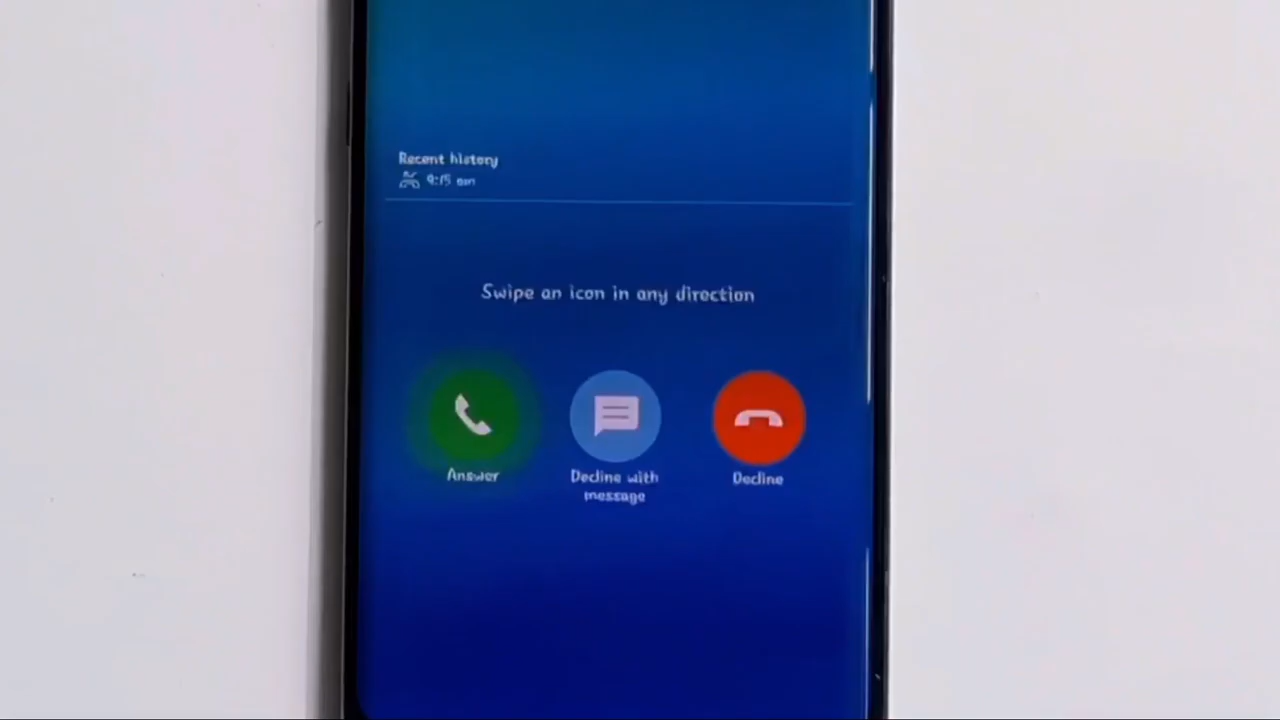 Recent history
9:15 am
Swipe an icon in any direction
Answer
Decline with
message
Decline